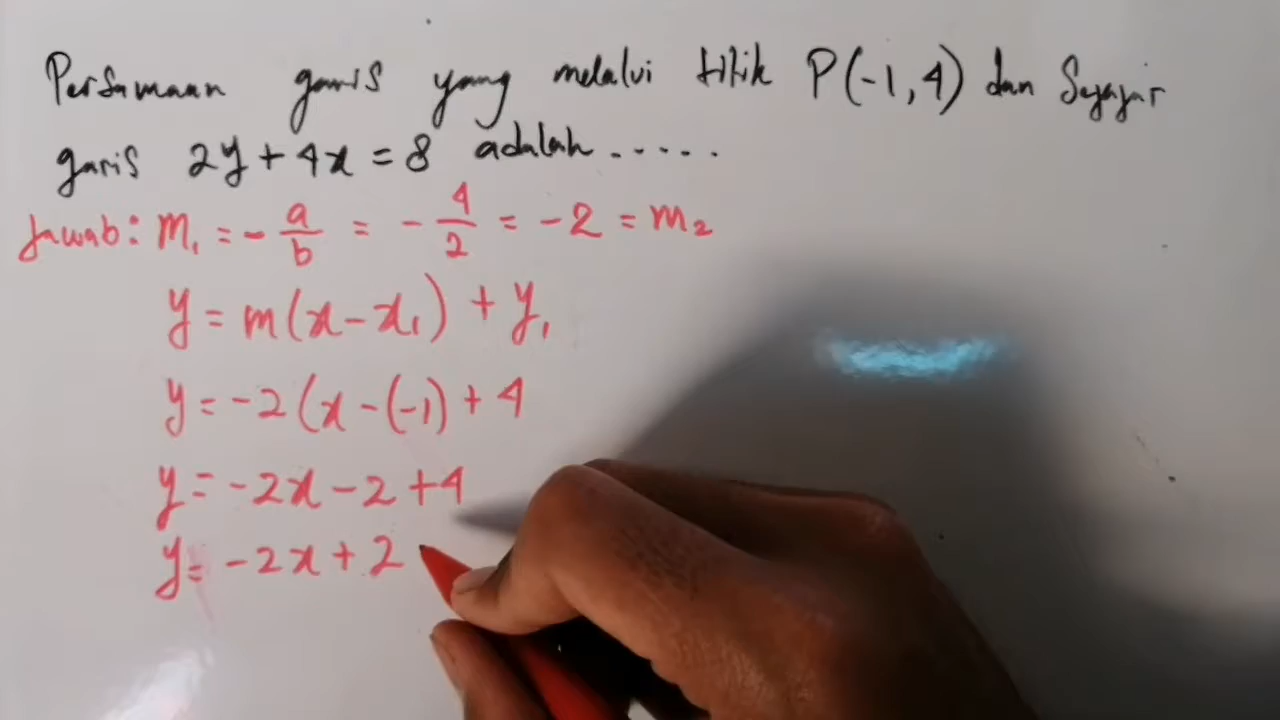 Persamaan garis yang melalui titik P(-1,4) dan Sejajar
garis 2y+4x=8 adalah .....
Jawab: m₁ = - a/b = - 4/2 = -2 = m₂
y = m(x-x₁) + y₁
y = -2(x-(-1) + 4
y = -2x-2+4
y = -2x+2